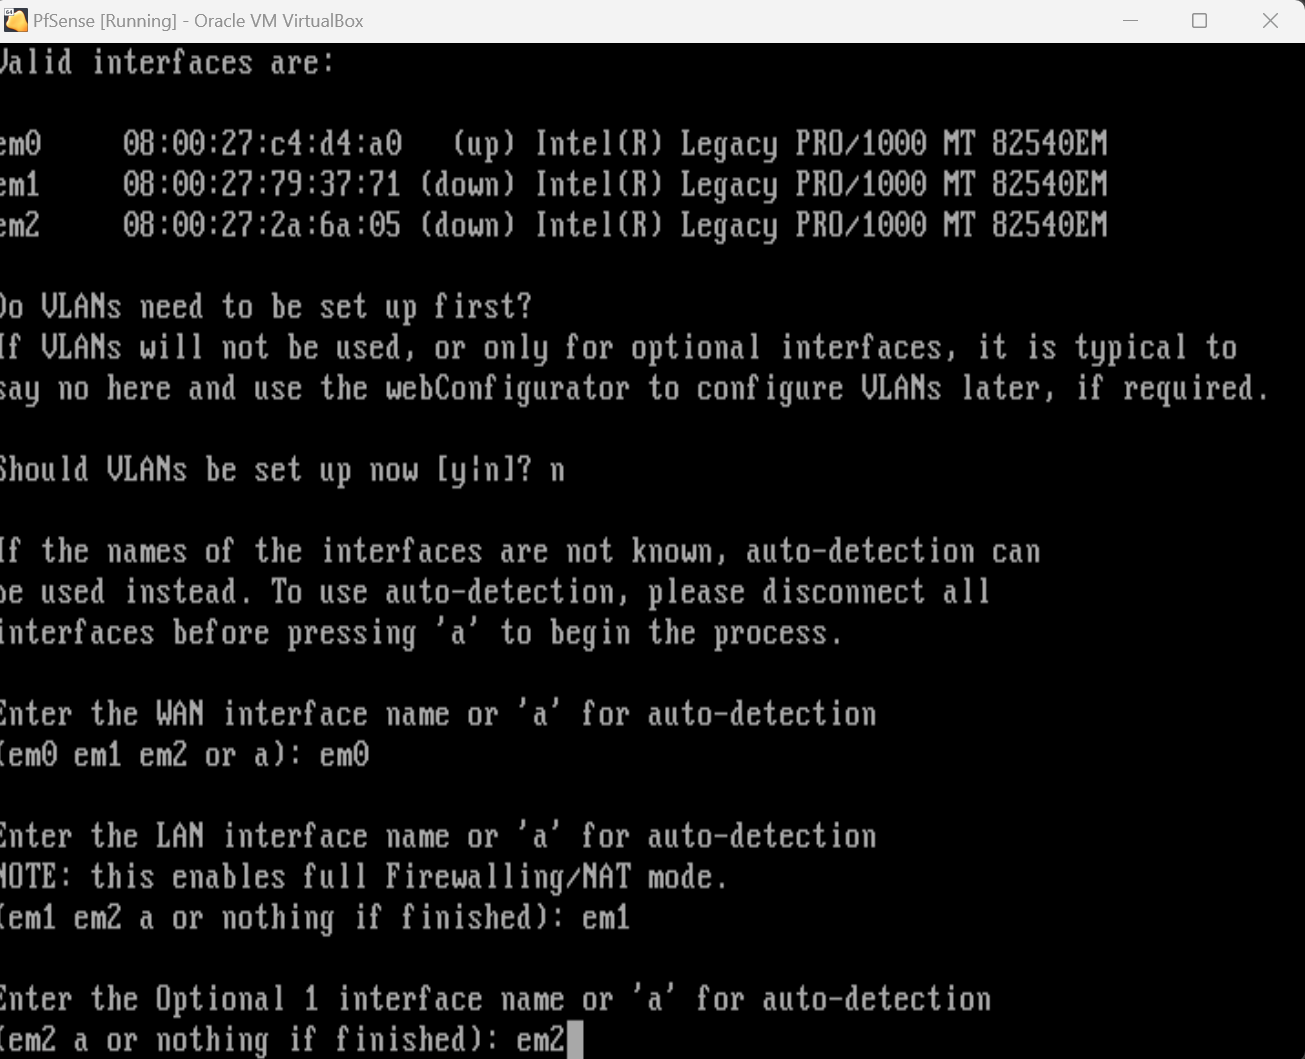 PfSense [Running] - Oracle VM VirtualBox
Valid interfaces are:
em0 08:00:27:c4:d4:a0 (up) Intel(R) Legacy PRO/1000 MT 82540EM
em1 08:00:27:79:37:71 (down) Intel(R) Legacy PRO/1000 MT 82540EM
em2 08:00:27:2a:6a:05 (down) Intel(R) Legacy PRO/1000 MT 82540EM
Do VLANs need to be set up first?
If VLANs will not be used, or only for optional interfaces, it is typical to
say no here and use the webConfigurator to configure VLANs later, if required.
Should VLANs be set up now [y|n]? n
If the names of the interfaces are not known, auto-detection can
be used instead. To use auto-detection, please disconnect all
interfaces before pressing 'a' to begin the process.
Enter the WAN interface name or 'a' for auto-detection
(em0 em1 em2 or a): em0
Enter the LAN interface name or 'a' for auto-detection
NOTE: this enables full Firewalling/NAT mode.
(em1 em2 a or nothing if finished): em1
Enter the Optional 1 interface name or 'a' for auto-detection
(em2 a or nothing if finished): em2